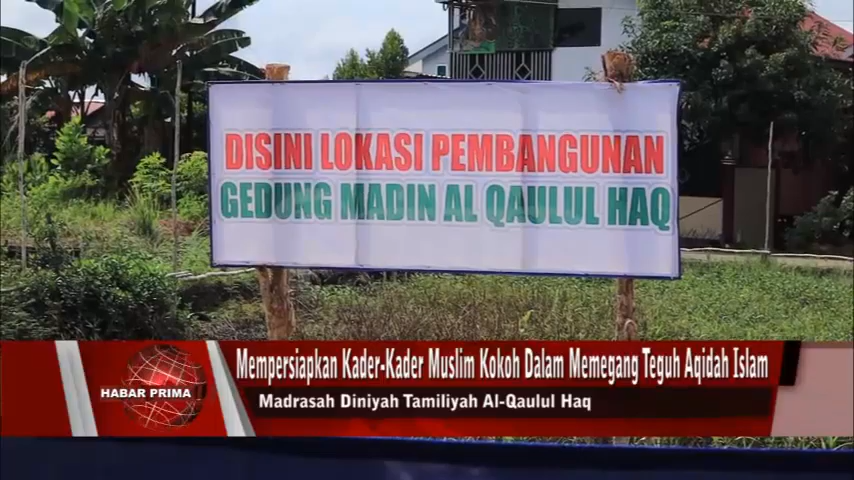 DISINI LOKASI PEMBANGUNAN
GEDUNG MADIN AL QAULUL HAQ
HABAR PRIMA
Mempersiapkan Kader-Kader Muslim Kokoh Dalam Memegang Teguh Aqidah Islam
Madrasah Diniyah Tamiliyah Al-Qaulul Haq